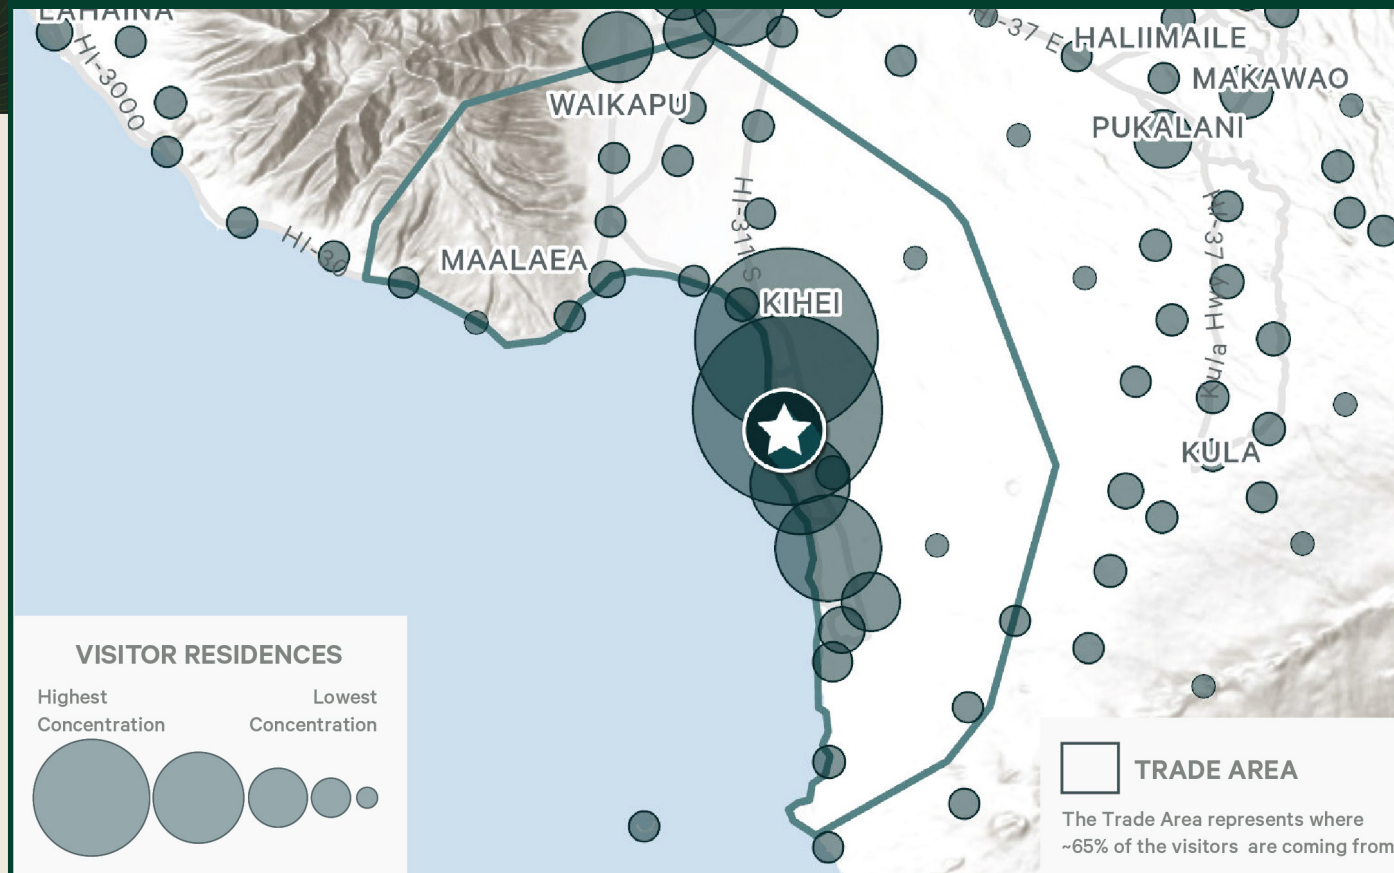 LAHAINA
HI-3000
HI-37 E
HALIIMAILE
MAKAWAO
WAIKAPU
PUKALANI
HI-311 S
HI-30
MAALAEA
KIHEI
Kula Hwy
HI-37
KULA
VISITOR RESIDENCES
Highest Concentration
Lowest Concentration
TRADE AREA
The Trade Area represents where
~65% of the visitors are coming from